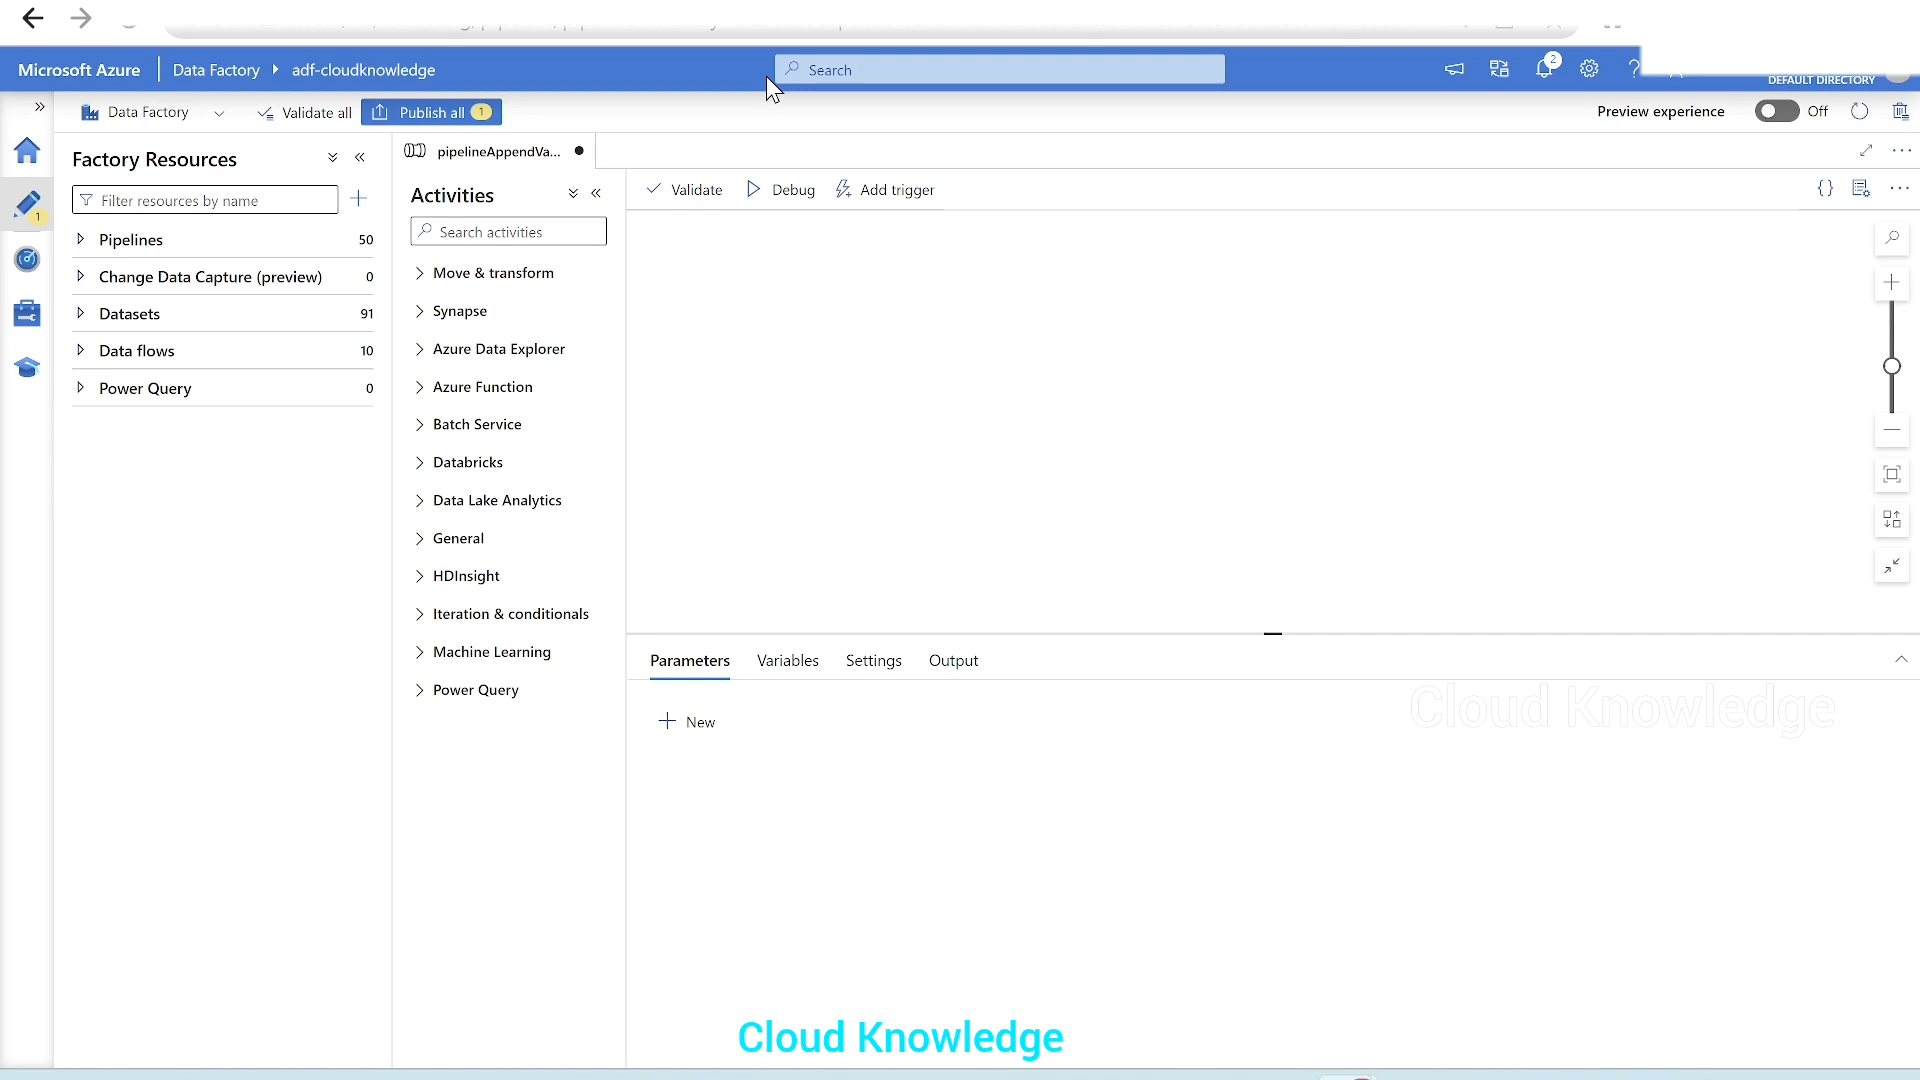 Microsoft Azure
Data Factory
adf-cloudknowledge
Search
2
DEFAULT DIRECTORY
Data Factory
Validate all
Publish all 1
Preview experience
Off
Factory Resources
pipelineAppendVa...
Activities
Validate
Debug
Add trigger
Filter resources by name
1
Search activities
Pipelines 50
Change Data Capture (preview) 0
Datasets 91
Data flows 10
Power Query 0
Move & transform
Synapse
Azure Data Explorer
Azure Function
Batch Service
Databricks
Data Lake Analytics
General
HDInsight
Iteration & conditionals
Machine Learning
Power Query
Parameters
Variables
Settings
Output
New
Cloud Knowledge
Cloud Knowledge